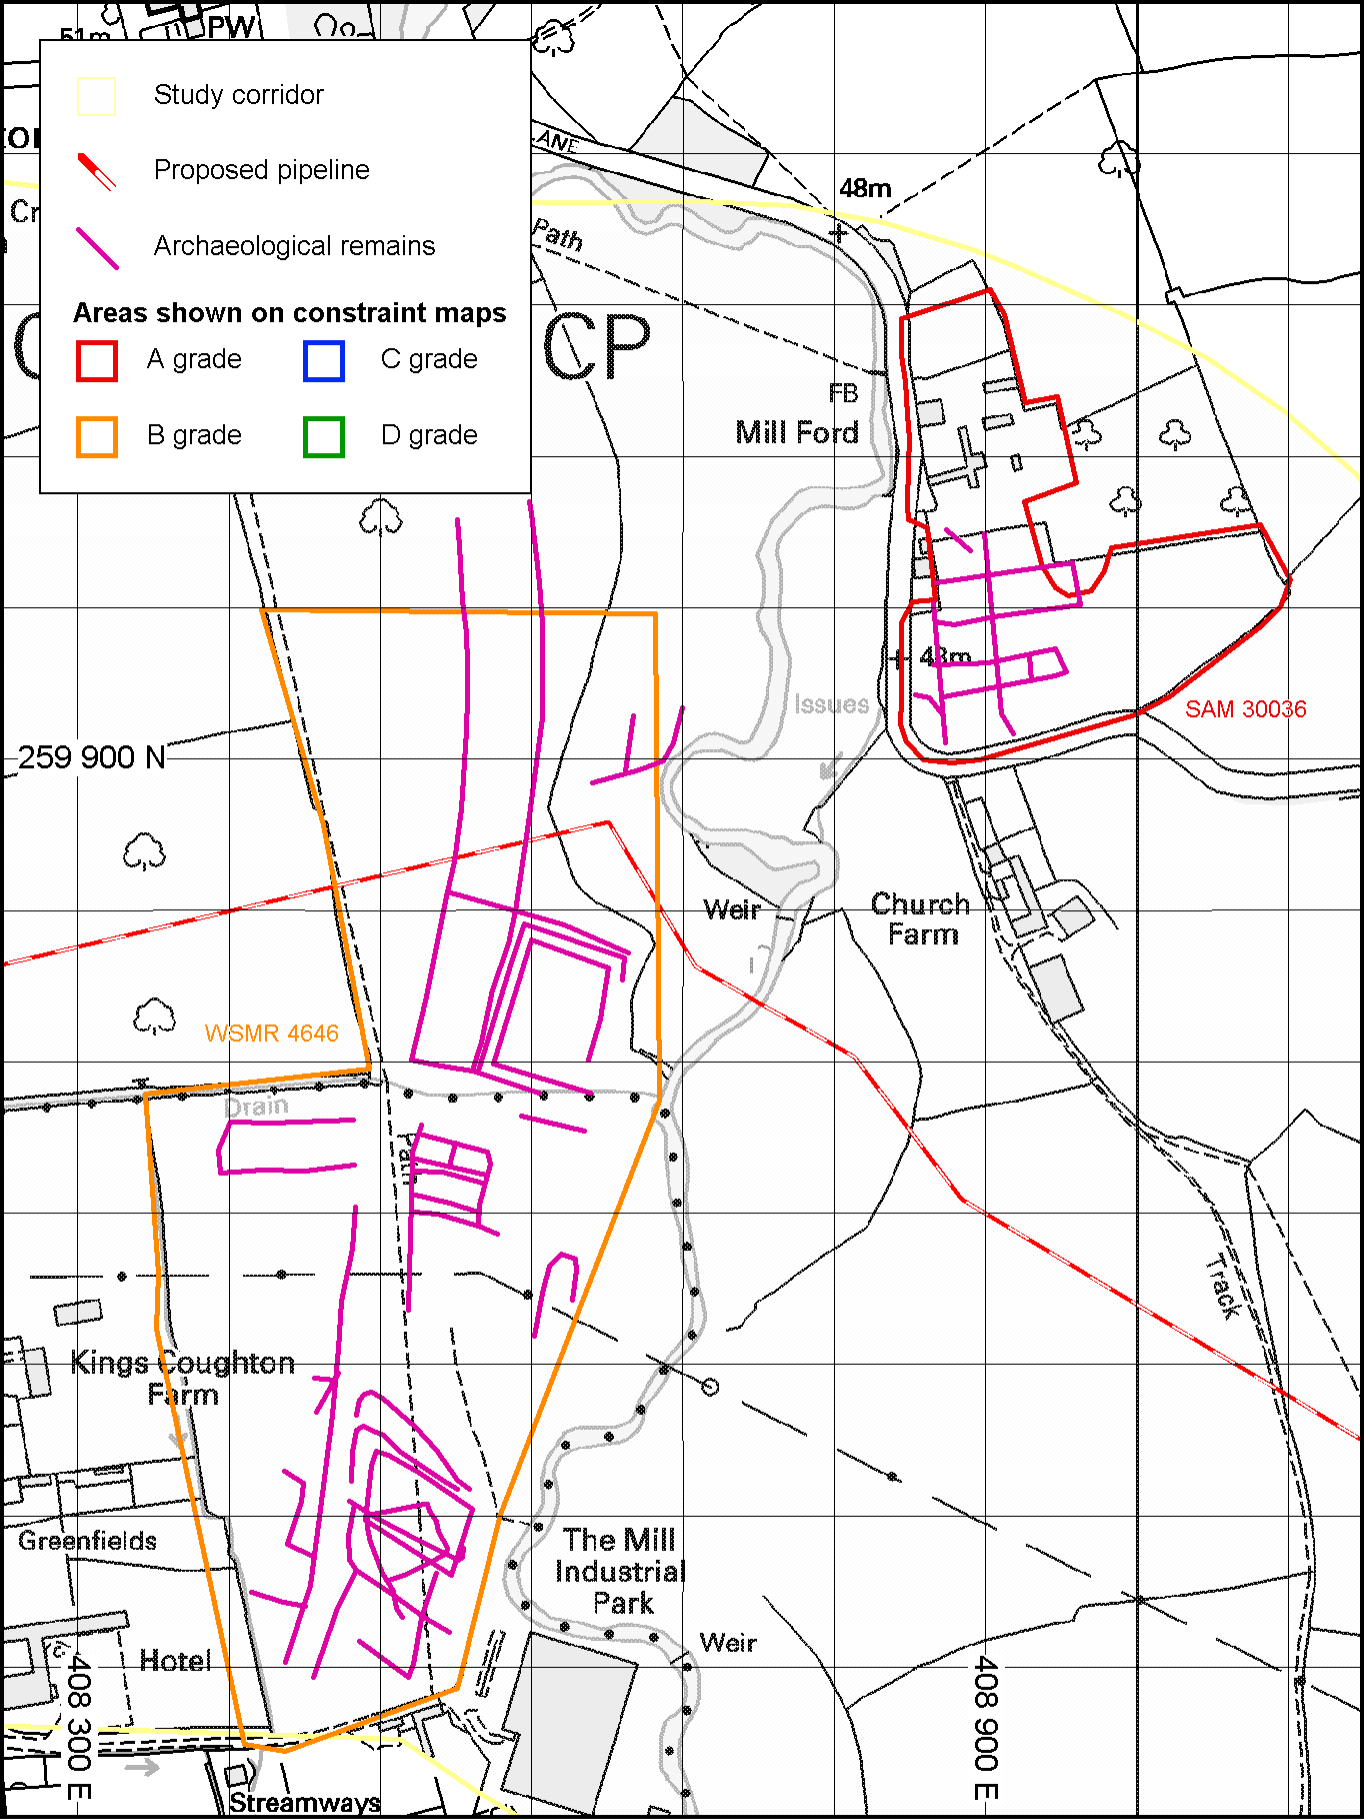 51m
PW
Study corridor
Proposed pipeline
Archaeological remains
Areas shown on constraint maps
A grade
C grade
B grade
D grade
LANE
48m
Path
Cr
CP
FB
Mill Ford
43m
Issues
SAM 30036
259 900 N
Weir
Church
Farm
WSMR 4646
Drain
Track
Kings Coughton
Farm
Greenfields
The Mill
Industrial
Park
Hotel
Weir
408 300 E
408 900 E
Streamways